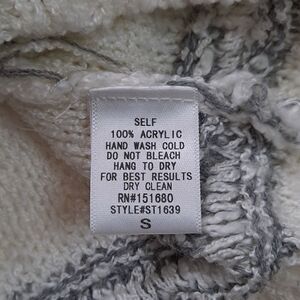 SELF
100% ACRYLIC
HAND WASH COLD
DO NOT BLEACH
HANG TO DRY
FOR BEST RESULTS
DRY CLEAN
RN#151680
STYLE#ST1639
S